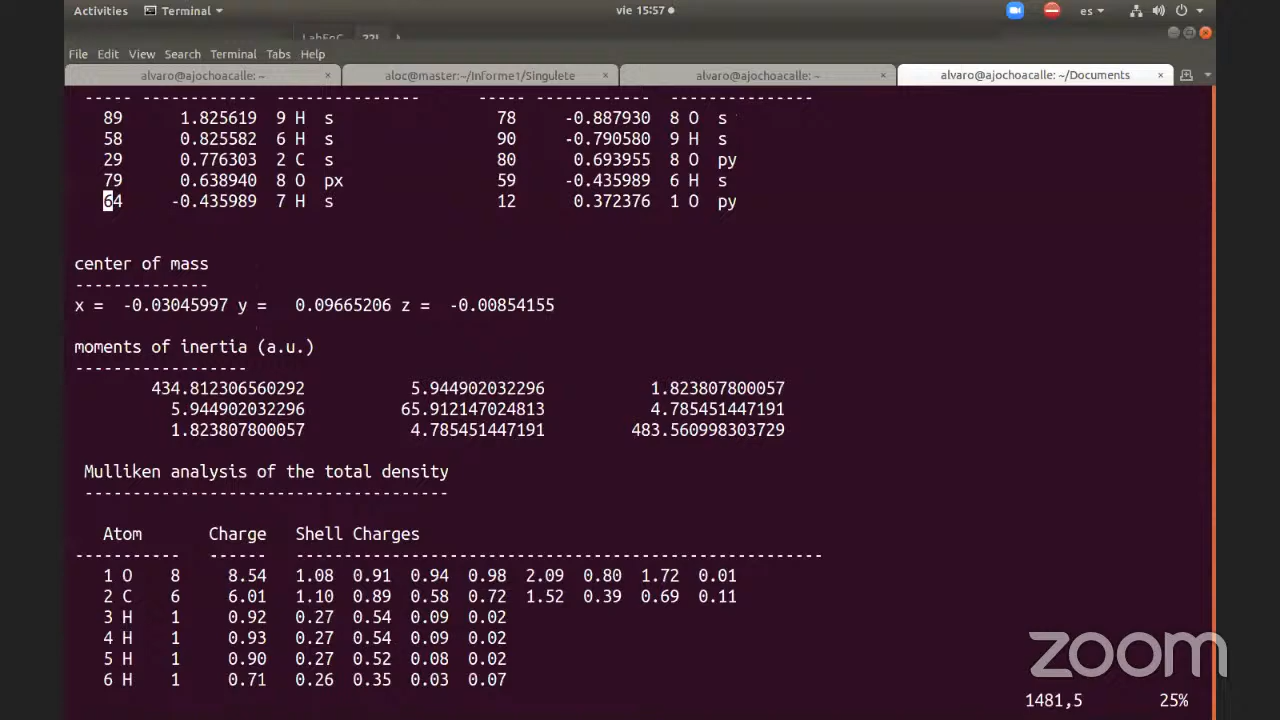 Activities Terminal vie 15:57 es
File Edit View Search Terminal Tabs Help
alvaro@ajochoacalle: ~ × aloc@master:~/Informe1/Singulete × alvaro@ajochoacalle: ~ × alvaro@ajochoacalle: ~/Documents ×
----- ------------ --------------- ----- ------------ ---------------
89 1.825619 9 H s 78 -0.887930 8 O s
58 0.825582 6 H s 90 -0.790580 9 H s
29 0.776303 2 C s 80 0.693955 8 O py
79 0.638940 8 O px 59 -0.435989 6 H s
64 -0.435989 7 H s 12 0.372376 1 O py
center of mass
--------------
x = -0.03045997 y = 0.09665206 z = -0.00854155
moments of inertia (a.u.)
------------------
434.812306560292 5.944902032296 1.823807800057
5.944902032296 65.912147024813 4.785451447191
1.823807800057 4.785451447191 483.560998303729
Mulliken analysis of the total density
--------------------------------------
Atom Charge Shell Charges
----------- ------ -------------------------------------------------------
1 O 8 8.54 1.08 0.91 0.94 0.98 2.09 0.80 1.72 0.01
2 C 6 6.01 1.10 0.89 0.58 0.72 1.52 0.39 0.69 0.11
3 H 1 0.92 0.27 0.54 0.09 0.02
4 H 1 0.93 0.27 0.54 0.09 0.02
5 H 1 0.90 0.27 0.52 0.08 0.02
6 H 1 0.71 0.26 0.35 0.03 0.07
zoom
1481,5 25%